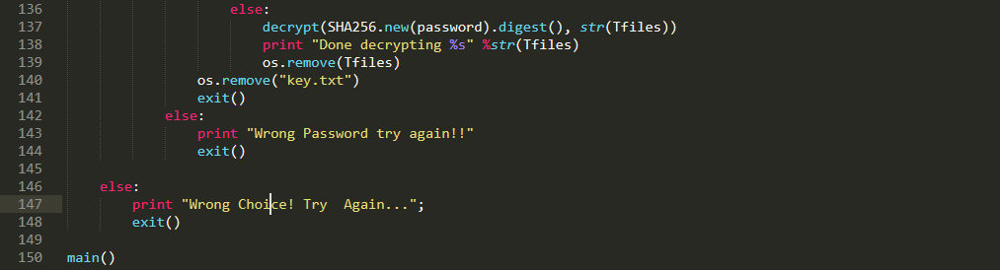 136 else:
137 decrypt(SHA256.new(password).digest(), str(Tfiles))
138 print "Done decrypting %s" %str(Tfiles)
139 os.remove(Tfiles)
140 os.remove("key.txt")
141 exit()
142 else:
143 print "Wrong Password try again!!"
144 exit()
145
146 else:
147 print "Wrong Choice! Try  Again...";
148 exit()
149
150 main()